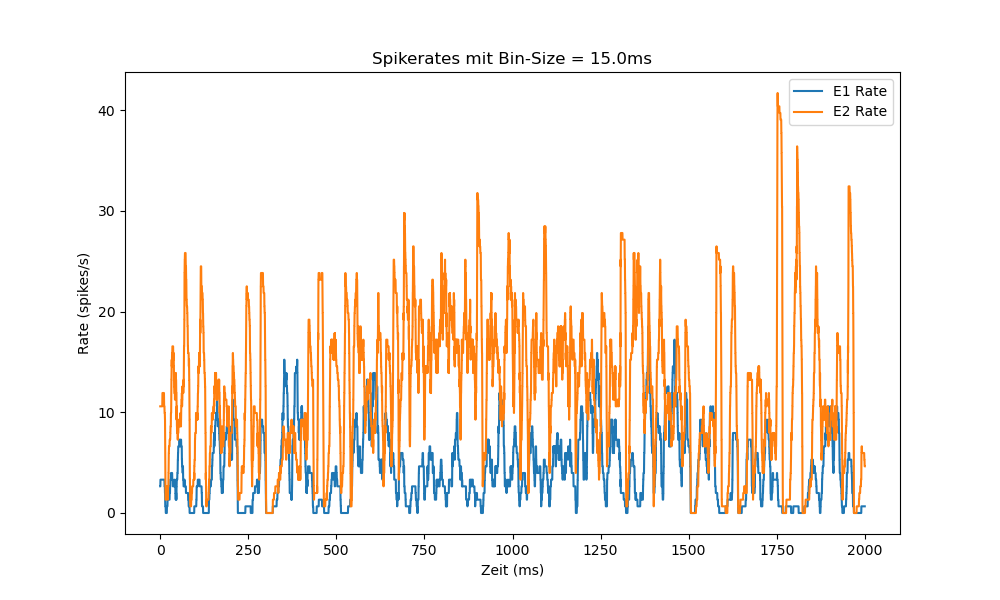 Spikerates mit Bin-Size = 15.0ms
E1 Rate
E2 Rate
Rate (spikes/s)
40
30
20
10
0
0 250 500 750 1000 1250 1500 1750 2000
Zeit (ms)